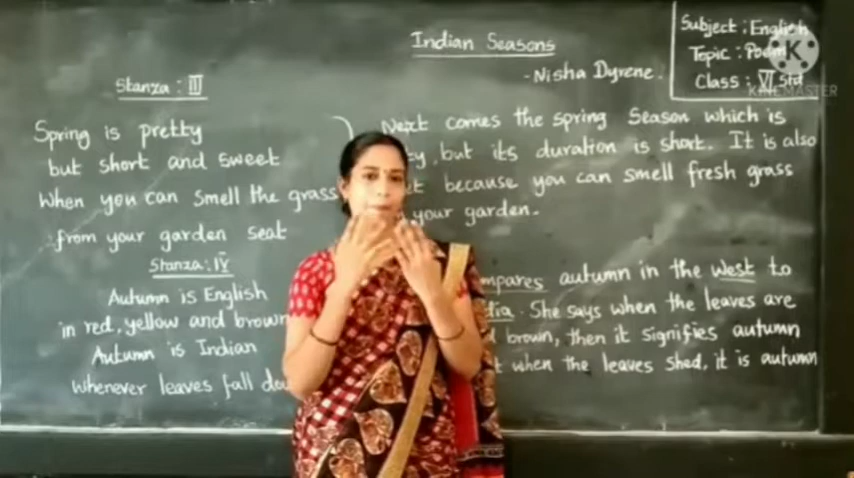 Indian Seasons
- Nisha Dyrene.
Subject : English
Topic : Poem
Class : VI Std
KINEMASTER
Stanza : III
Spring is pretty
but short and sweet
When you can smell the grass
from your garden seat
Stanza : IV
Autumn is English
in red, yellow and brown
Autumn is Indian
whenever leaves fall
Next comes the spring Season which is
but its duration is short. It is also
because you can smell fresh grass
your garden.
autumn in the west to
She says when the leaves are
brown, then it signifies autumn
when the leaves shed, it is autumn